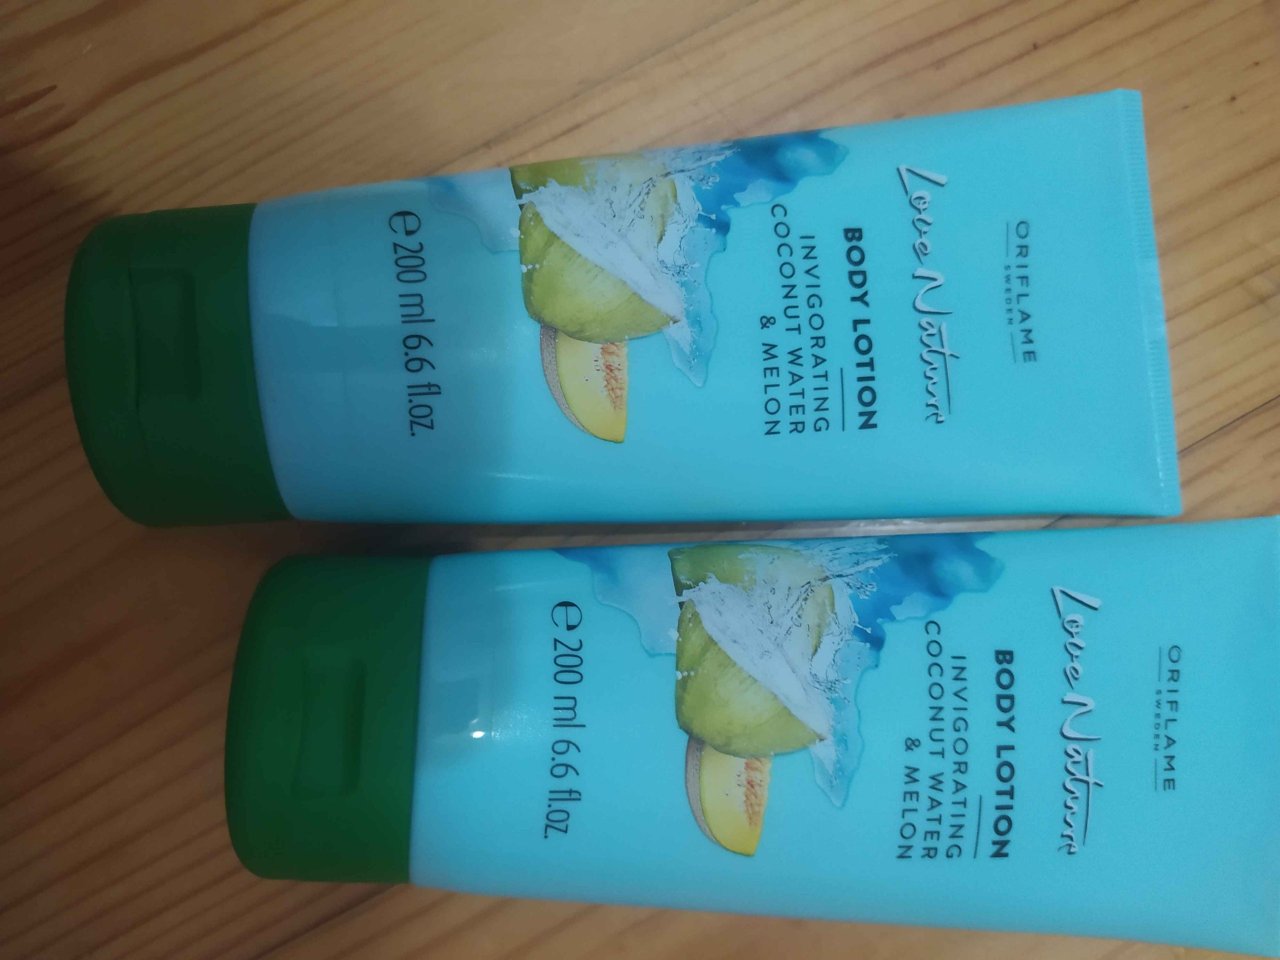 ORIFLAME
SWEDEN
Love Nature
BODY LOTION
INVIGORATING
COCONUT WATER
& MELON
e 200 ml 6.6 fl.oz.
ORIFLAME
SWEDEN
Love Nature
BODY LOTION
INVIGORATING
COCONUT WATER
& MELON
e 200 ml 6.6 fl.oz.